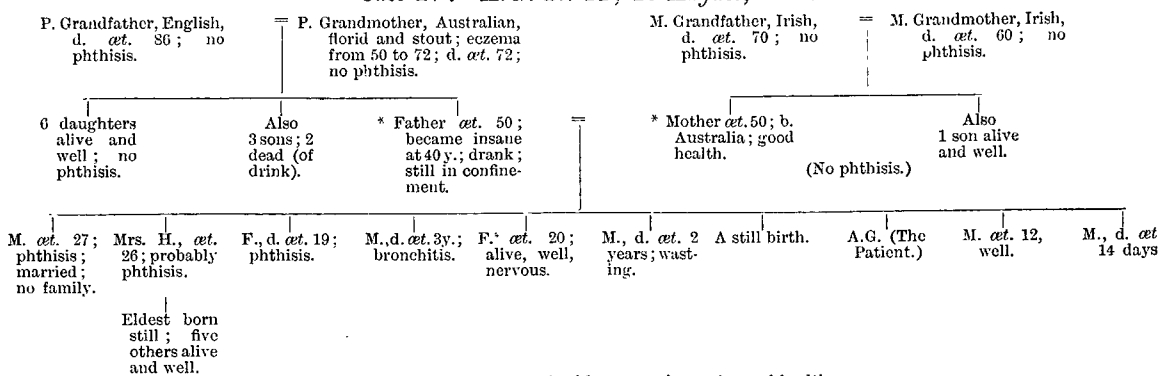 P. Grandfather, English,
d. æt. 86 ; no
phthisis.
=
P. Grandmother, Australian,
florid and stout ; eczema
from 50 to 72 ; d. æt. 72 ;
no phthisis.
M. Grandfather, Irish,
d. æt. 70 ; no
phthisis.
=
M. Grandmother, Irish,
d. æt. 60 ; no
phthisis.
6 daughters
alive and
well ; no
phthisis.
Also
3 sons ; 2
dead (of
drink).
* Father æt. 50 ;
became insane
at 40 y. ; drank ;
still in confine-
ment.
=
* Mother æt. 50 ; b.
Australia ; good
health.
Also
1 son alive
and well.
(No phthisis.)
M. æt. 27 ;
phthisis ;
married ;
no family.
Mrs. H., æt.
26 ; probably
phthisis.
F., d. æt. 19 ;
phthisis.
M., d. æt. 3y. ;
bronchitis.
F. æt. 20 ;
alive, well,
nervous.
M., d. æt. 2
years ; wast-
ing.
A still birth.
A.G. (The
Patient.)
M. æt. 12,
well.
M., d. æt
14 days
Eldest born
still ; five
others alive
and well.